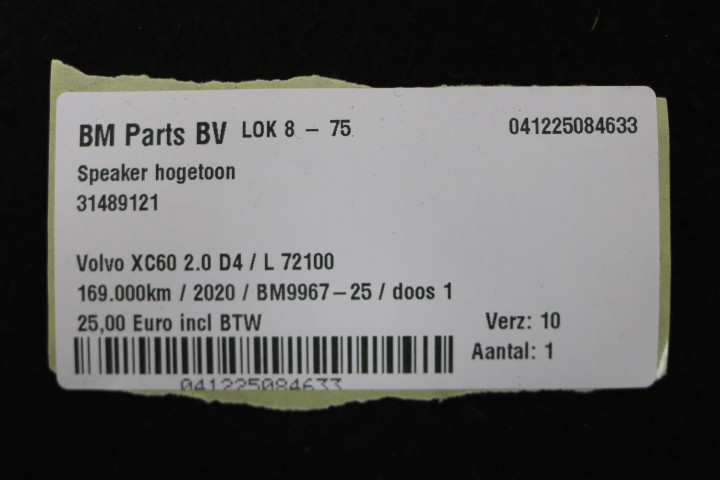 BM Parts BV LOK 8 - 75 041225084633
Speaker hogetoon
31489121
Volvo XC60 2.0 D4 / L 72100
169.000km / 2020 / BM9967-25 / doos 1
25,00 Euro incl BTW Verz: 10
Aantal: 1
041225084633